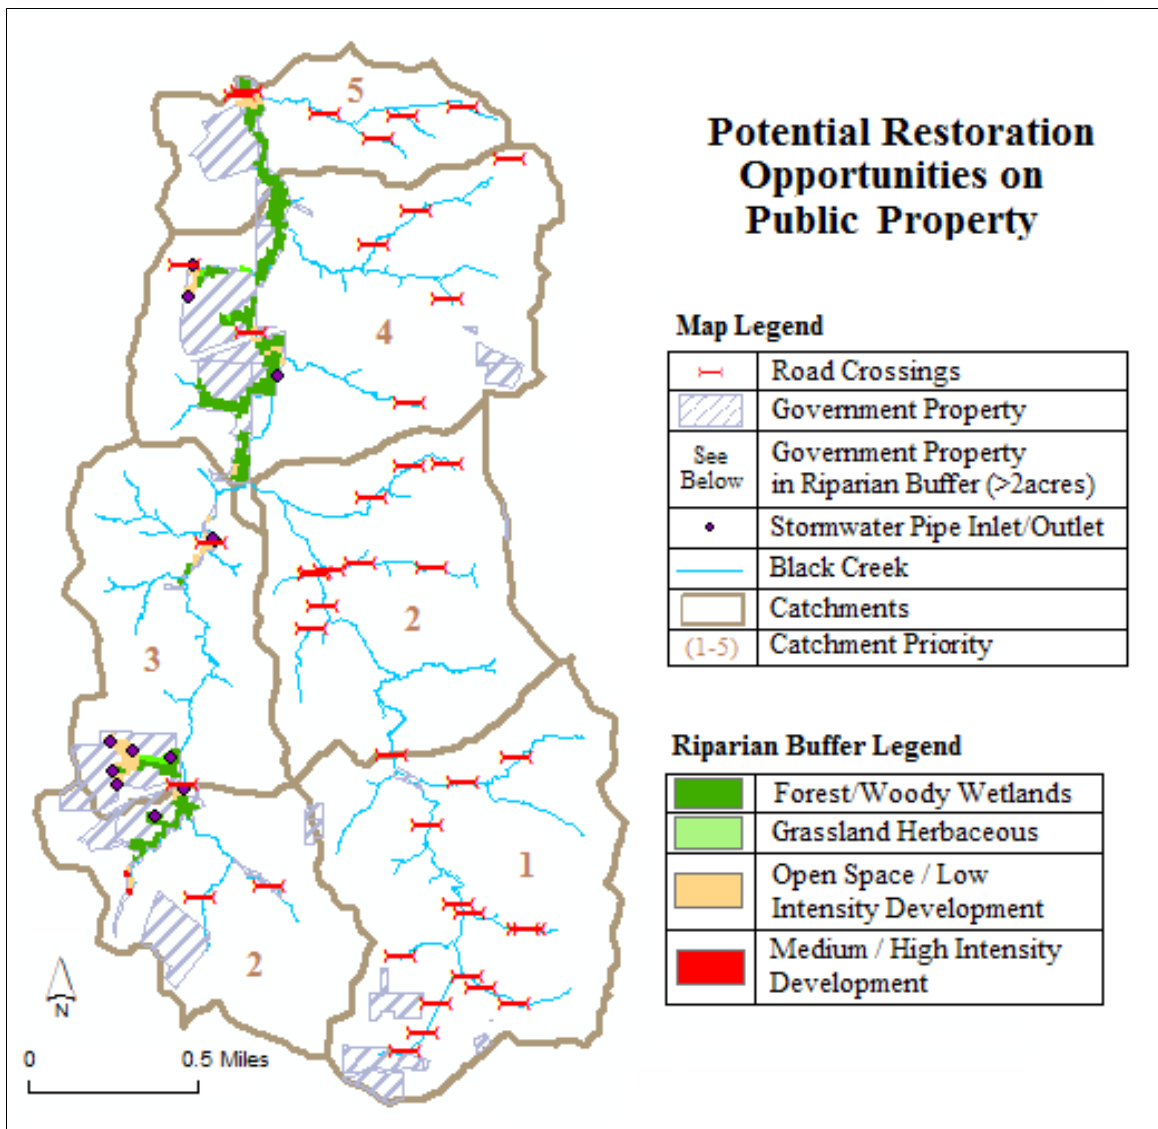 Potential Restoration
Opportunities on
Public Property
5
4
2
3
1
2
Map Legend
Road Crossings
Government Property
See
Below
Government Property
in Riparian Buffer (>2acres)
Stormwater Pipe Inlet/Outlet
Black Creek
Catchments
(1-5)
Catchment Priority
Riparian Buffer Legend
Forest/Woody Wetlands
Grassland Herbaceous
Open Space / Low
Intensity Development
Medium / High Intensity
Development
N
0
0.5 Miles